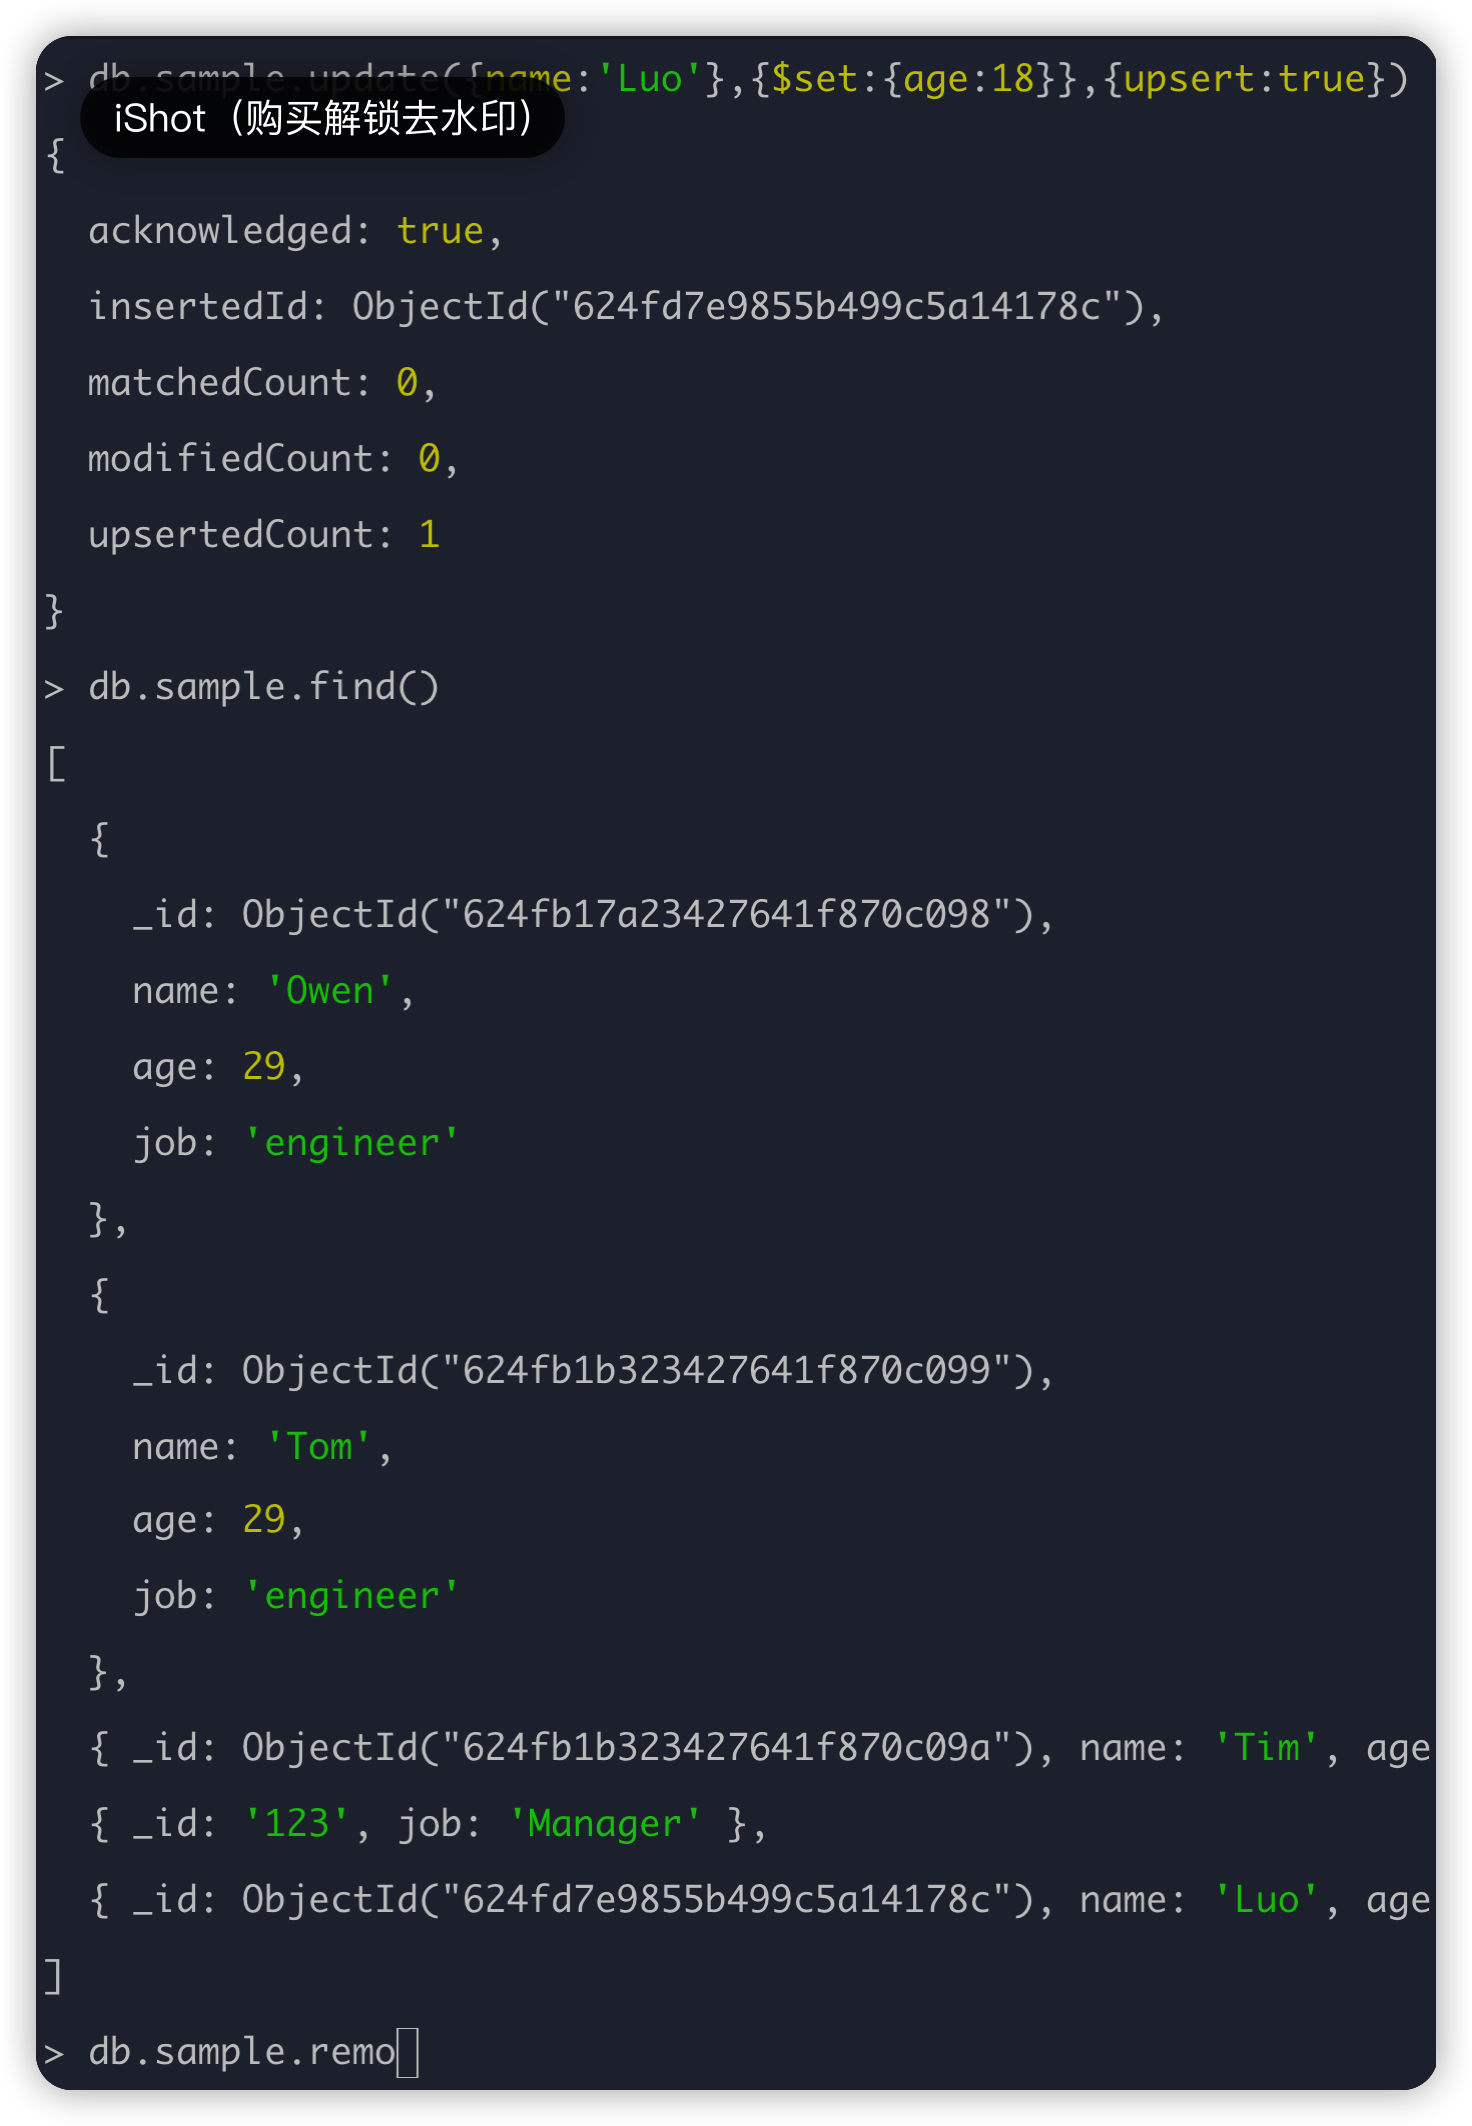 > db.sample.update({name:'Luo'},{$set:{age:18}},{upsert:true})
iShot（购买解锁去水印）
{
  acknowledged: true,
  insertedId: ObjectId("624fd7e9855b499c5a14178c"),
  matchedCount: 0,
  modifiedCount: 0,
  upsertedCount: 1
}
> db.sample.find()
[
  {
    _id: ObjectId("624fb17a23427641f870c098"),
    name: 'Owen',
    age: 29,
    job: 'engineer'
  },
  {
    _id: ObjectId("624fb1b323427641f870c099"),
    name: 'Tom',
    age: 29,
    job: 'engineer'
  },
  { _id: ObjectId("624fb1b323427641f870c09a"), name: 'Tim', age
  { _id: '123', job: 'Manager' },
  { _id: ObjectId("624fd7e9855b499c5a14178c"), name: 'Luo', age
]
> db.sample.remo